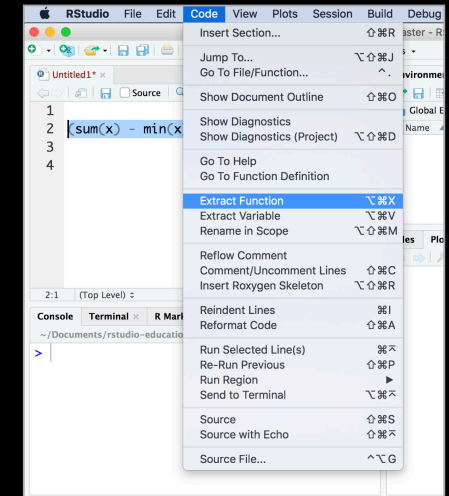 RStudio File Edit Code View Plots Session Build Debug
Insert Section... ⇧⌘R
Jump To... ⌥⇧⌘J
Go To File/Function... ⌃.
Show Document Outline ⇧⌘O
Show Diagnostics
Show Diagnostics (Project) ⌥⇧⌘D
Go To Help
Go To Function Definition
Extract Function ⌥⌘X
Extract Variable ⌥⌘V
Rename in Scope ⌥⇧⌘M
Reflow Comment
Comment/Uncomment Lines ⇧⌘C
Insert Roxygen Skeleton ⌥⇧⌘R
Reindent Lines ⌘I
Reformat Code ⇧⌘A
Run Selected Line(s) ⌘⌤
Re-Run Previous ⇧⌘P
Run Region ▶
Send to Terminal ⌥⌘⌤
Source ⇧⌘S
Source with Echo ⇧⌘⌤
Source File... ⌃⌥G
Untitled1* ×
Source
1
2 (sum(x) - min(x
3
4
2:1 (Top Level)
Console Terminal × R Mar
~/Documents/rstudio-educatio
>
aster - R
vironme
Global E
Name
les Plo